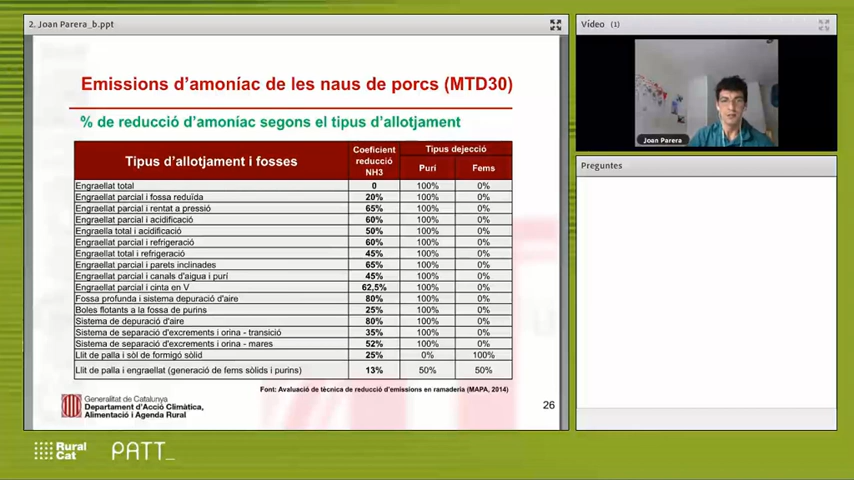 2. Joan Parera_b.ppt
Emissions d'amoníac de les naus de porcs (MTD30)
% de reducció d'amoníac segons el tipus d'allotjament
Tipus d'allotjament i fosses
Coeficient reducció NH3
Tipus dejecció
Purí
Fems
Engraellat total 0 100% 0%
Engraellat parcial i fossa reduïda 20% 100% 0%
Engraellat parcial i rentat a pressió 65% 100% 0%
Engraellat parcial i acidificació 60% 100% 0%
Engraella total i acidificació 50% 100% 0%
Engraellat parcial i refrigeració 60% 100% 0%
Engraellat total i refrigeració 45% 100% 0%
Engraellat parcial i parets inclinades 65% 100% 0%
Engraellat parcial i canals d'aigua i purí 45% 100% 0%
Engraellat parcial i cinta en V 62,5% 100% 0%
Fossa profunda i sistema depuració d'aire 80% 100% 0%
Boles flotants a la fossa de purins 25% 100% 0%
Sistema de depuració d'aire 80% 100% 0%
Sistema de separació d'excrements i orina - transició 35% 100% 0%
Sistema de separació d'excrements i orina - mares 52% 100% 0%
Llit de palla i sòl de formigó sòlid 25% 0% 100%
Llit de palla i engraellat (generació de fems sòlids i purins) 13% 50% 50%
Font: Avaluació de tècnica de reducció d'emissions en ramaderia (MAPA, 2014)
Generalitat de Catalunya
Departament d'Acció Climàtica,
Alimentació i Agenda Rural
26
Vídeo (1)
Joan Parera
Preguntes
Rural
Cat
PATT_